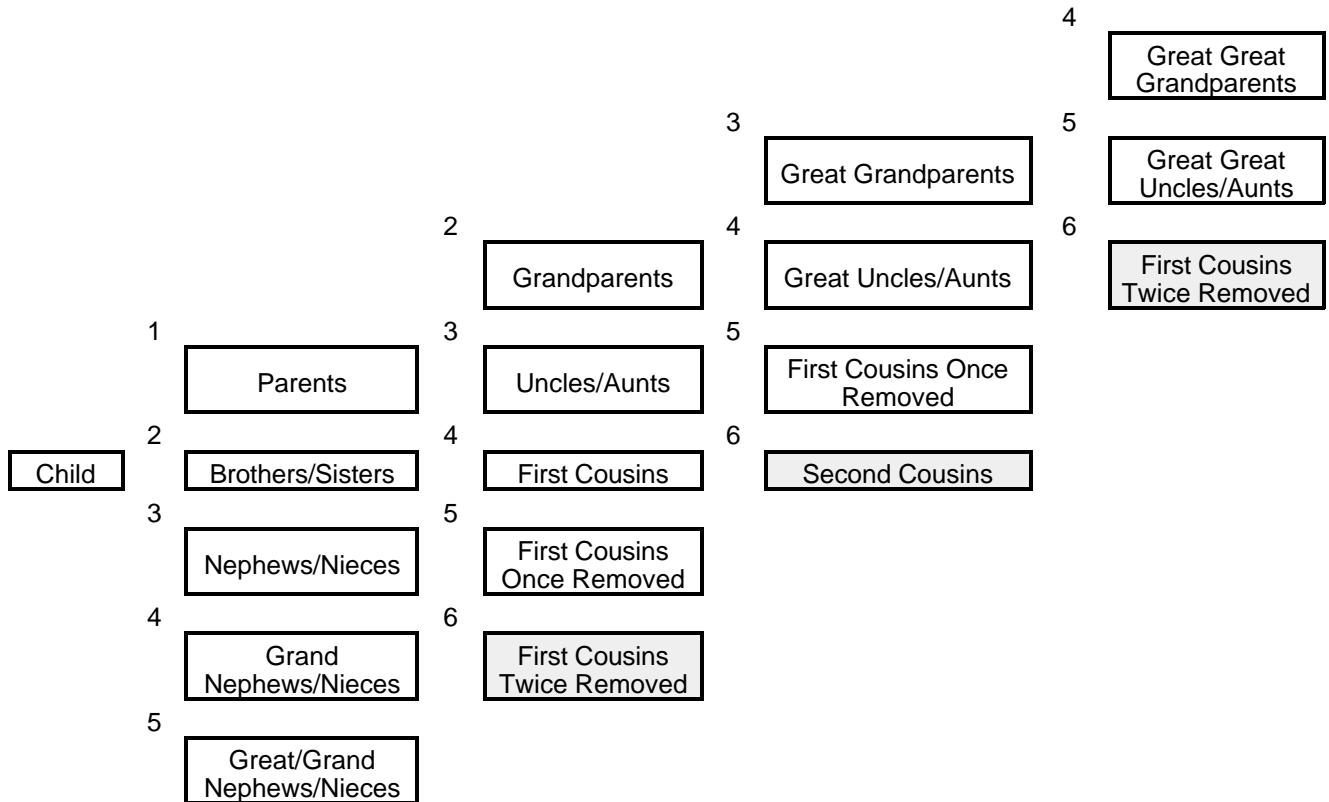 4
Great Great
Grandparents
3
5
Great Grandparents
Great Great
Uncles/Aunts
2
4
6
Grandparents
Great Uncles/Aunts
First Cousins
Twice Removed
1
3
5
Parents
Uncles/Aunts
First Cousins Once
Removed
2
4
6
Child
Brothers/Sisters
First Cousins
Second Cousins
3
5
Nephews/Nieces
First Cousins
Once Removed
4
6
Grand
Nephews/Nieces
First Cousins
Twice Removed
5
Great/Grand
Nephews/Nieces